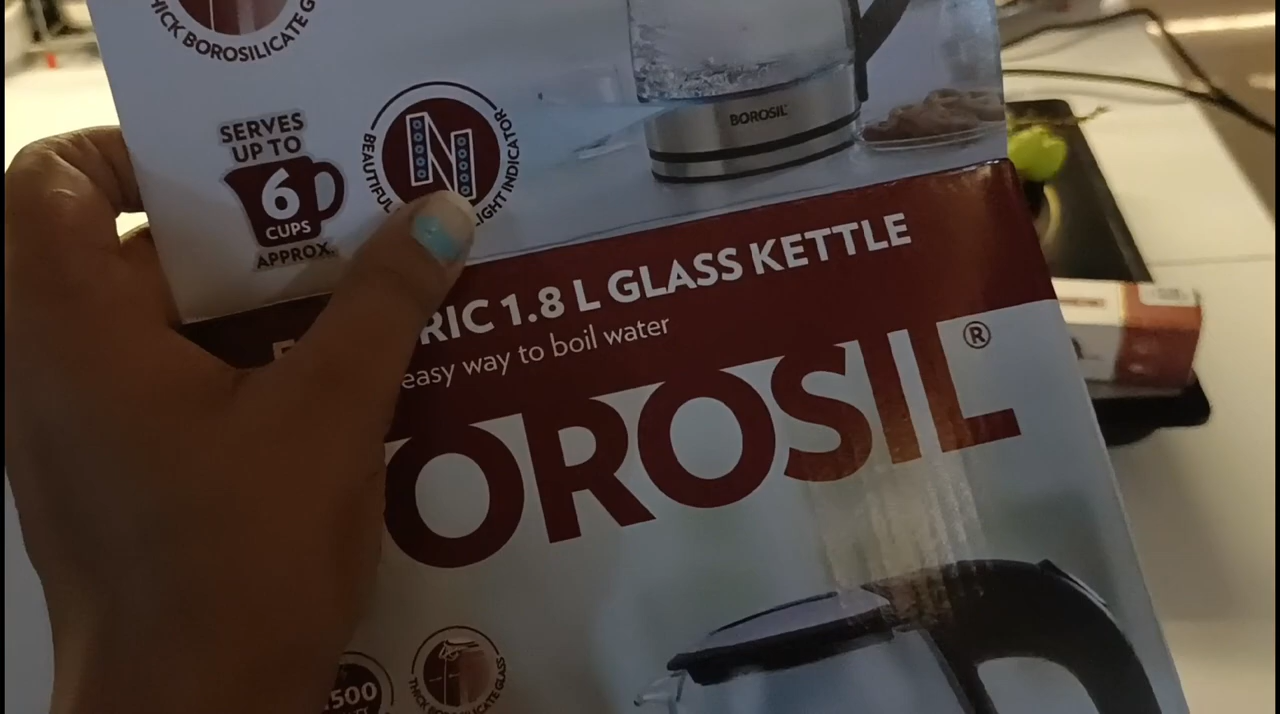 THICK BOROSILICATE G
SERVES
UP TO
6
CUPS
APPROX.
BEAUTIFUL LIGHT INDICATOR
BOROSIL
RIC 1.8 L GLASS KETTLE
easy way to boil water
OROSIL®
500
THICK BOROSILICATE GLASS